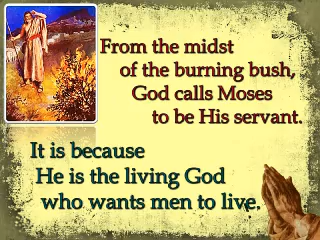 From the midst
of the burning bush,
God calls Moses
to be His servant.
It is because
He is the living God
who wants men to live.